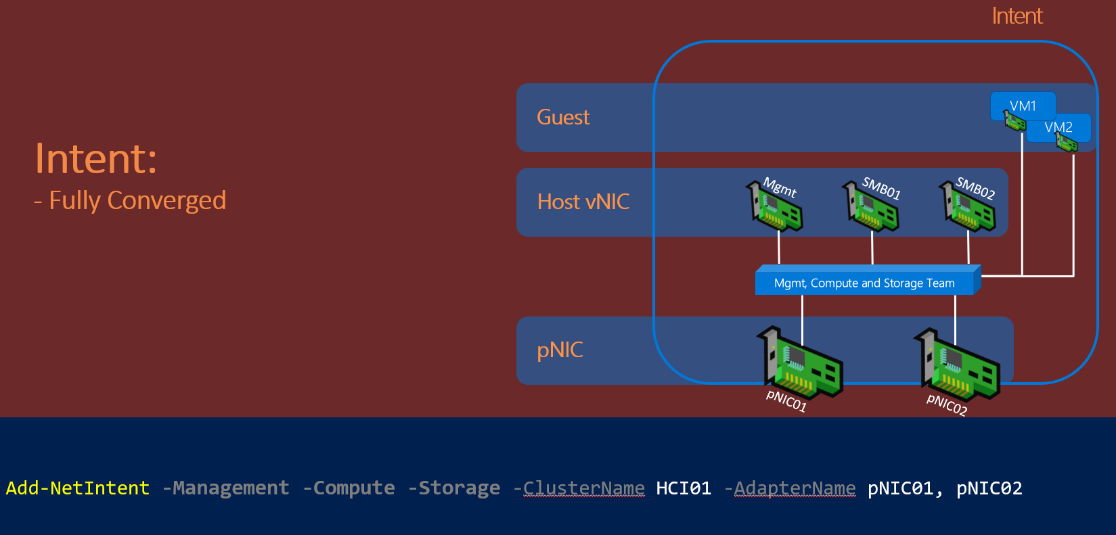 Intent
Intent:
- Fully Converged
Guest
VM1
VM2
Host vNIC
Mgmt
SMB01
SMB02
Mgmt, Compute and Storage Team
pNIC
pNIC01
pNIC02
Add-NetIntent -Management -Compute -Storage -ClusterName HCI01 -AdapterName pNIC01, pNIC02